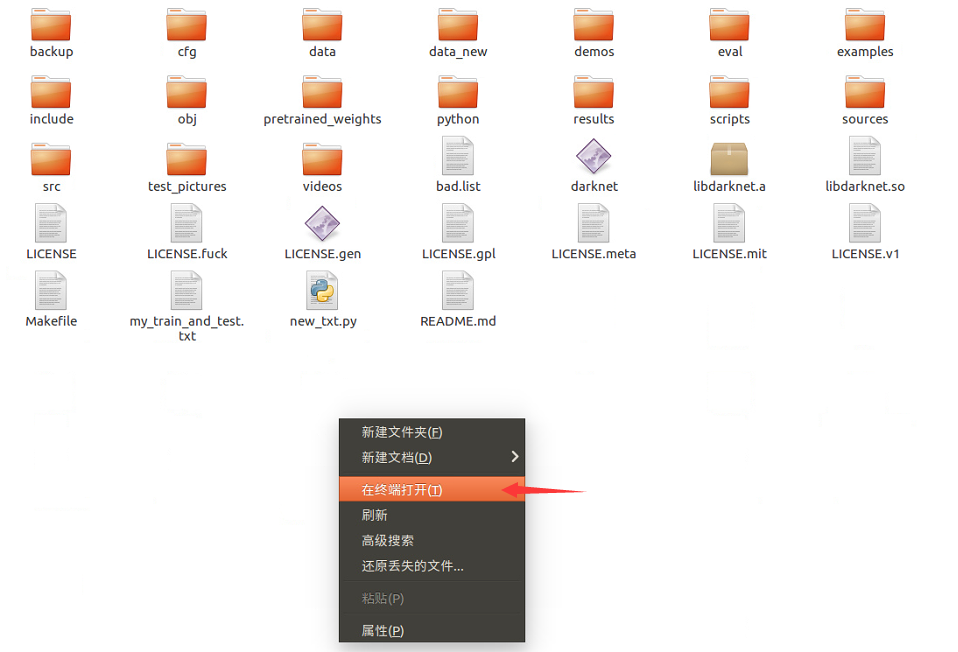 backup
cfg
data
data_new
demos
eval
examples
include
obj
pretrained_weights
python
results
scripts
sources
src
test_pictures
videos
bad.list
darknet
libdarknet.a
libdarknet.so
LICENSE
LICENSE.fuck
LICENSE.gen
LICENSE.gpl
LICENSE.meta
LICENSE.mit
LICENSE.v1
Makefile
my_train_and_test.
txt
new_txt.py
README.md
新建文件夹(F)
新建文档(D)
在终端打开(T)
刷新
高级搜索
还原丢失的文件...
粘贴(P)
属性(P)